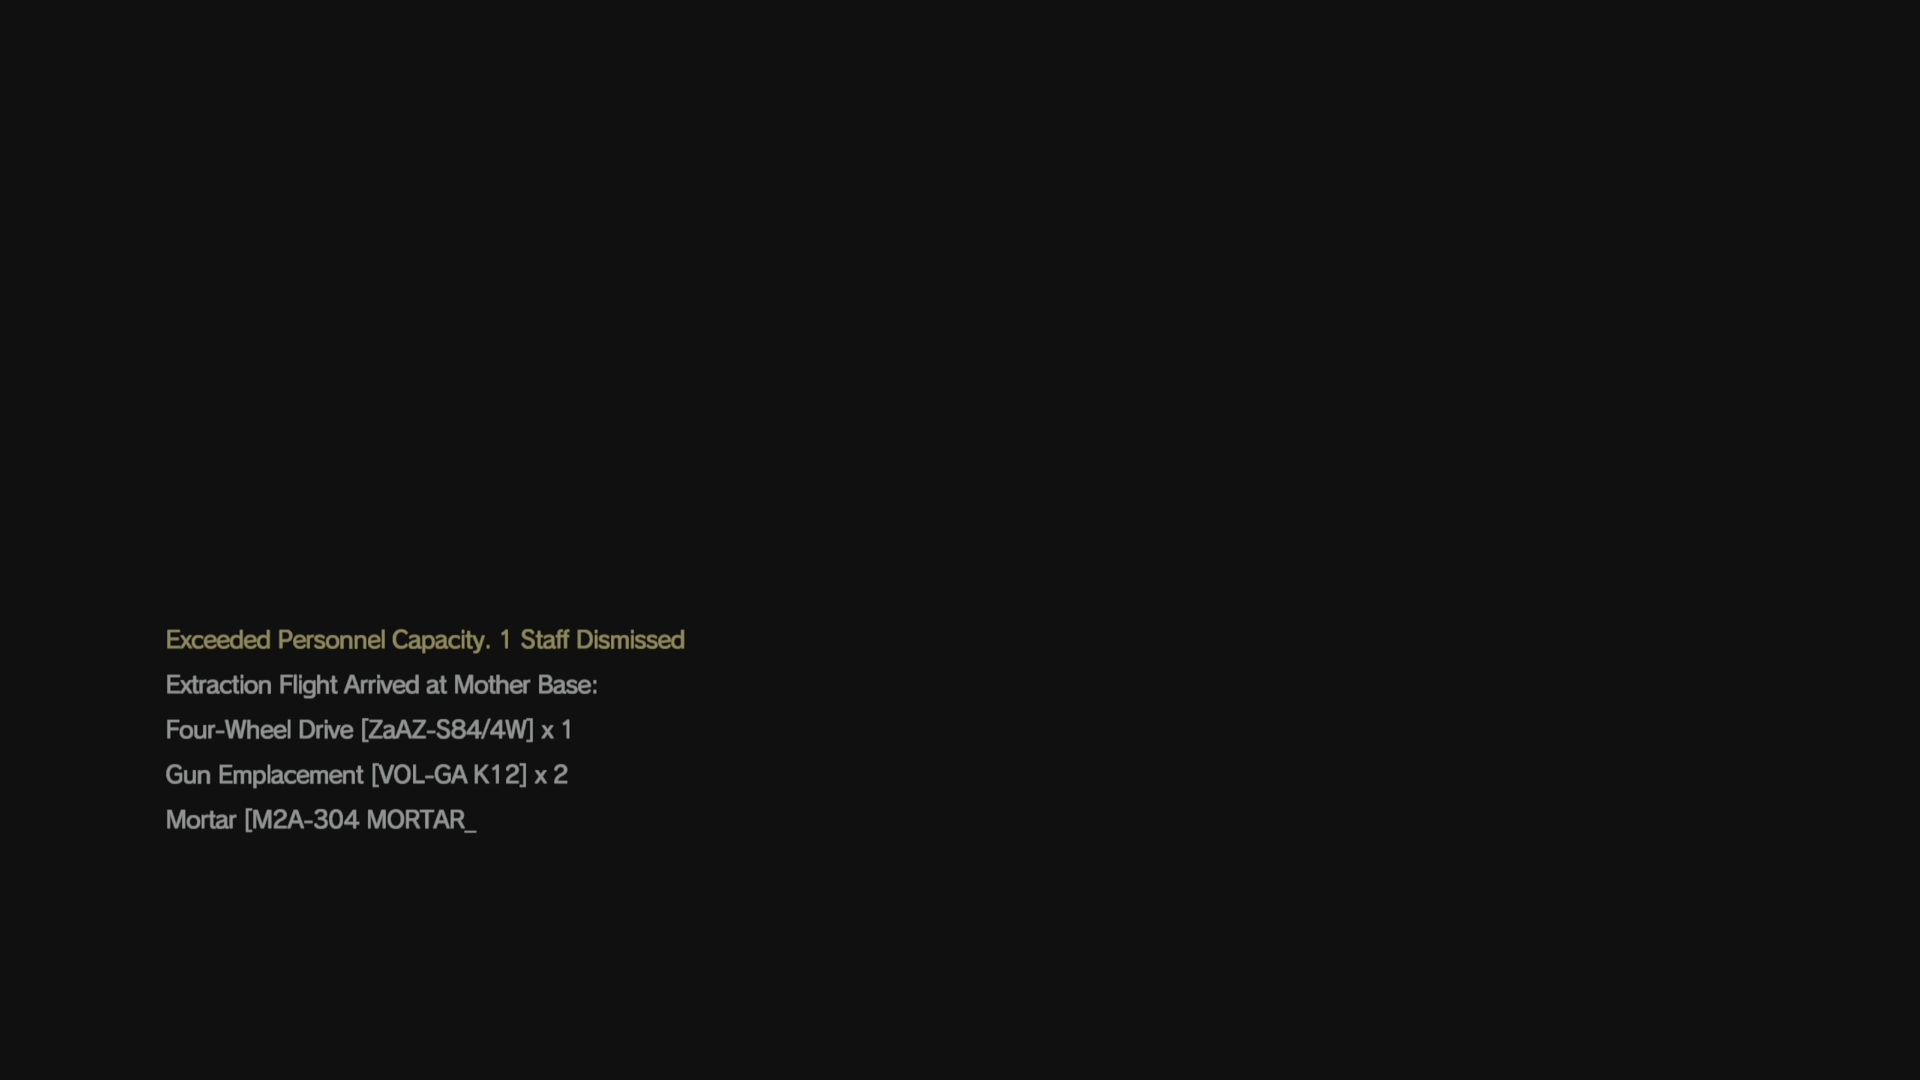 Exceeded Personnel Capacity. 1 Staff Dismissed
Extraction Flight Arrived at Mother Base:
Four-Wheel Drive [ZaAZ-S84/4W] x 1
Gun Emplacement [VOL-GA K12] x 2
Mortar [M2A-304 MORTAR_